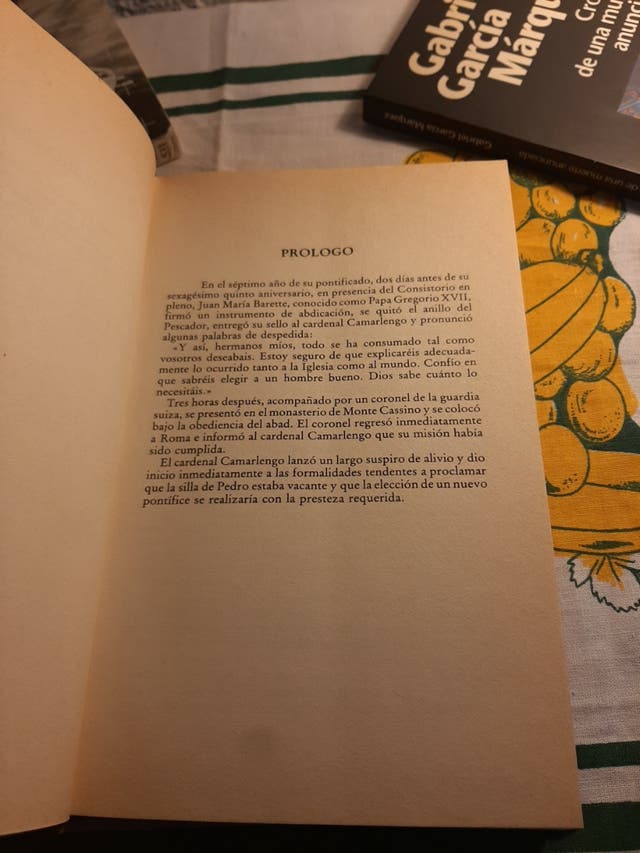 Gabri
García
Márqu
Cró
de una mu
anunci
de una muerte anunciada
Gabriel García Márquez
PROLOGO
En el séptimo año de su pontificado, dos días antes de su
sexagésimo quinto aniversario, en presencia del Consistorio en
pleno, Juan María Barette, conocido como Papa Gregorio XVII,
firmó un instrumento de abdicación, se quitó el anillo del
Pescador, entregó su sello al cardenal Camarlengo y pronunció
algunas palabras de despedida:
«Y así, hermanos míos, todo se ha consumado tal como
vosotros deseabais. Estoy seguro de que explicaréis adecuada-
mente lo ocurrido tanto a la Iglesia como al mundo. Confío en
que sabréis elegir a un hombre bueno. Dios sabe cuánto lo
necesitáis.»
Tres horas después, acompañado por un coronel de la guardia
suiza, se presentó en el monasterio de Monte Cassino y se colocó
bajo la obediencia del abad. El coronel regresó inmediatamente
a Roma e informó al cardenal Camarlengo que su misión había
sido cumplida.
El cardenal Camarlengo lanzó un largo suspiro de alivio y dio
inicio inmediatamente a las formalidades tendentes a proclamar
que la silla de Pedro estaba vacante y que la elección de un nuevo
pontífice se realizaría con la presteza requerida.